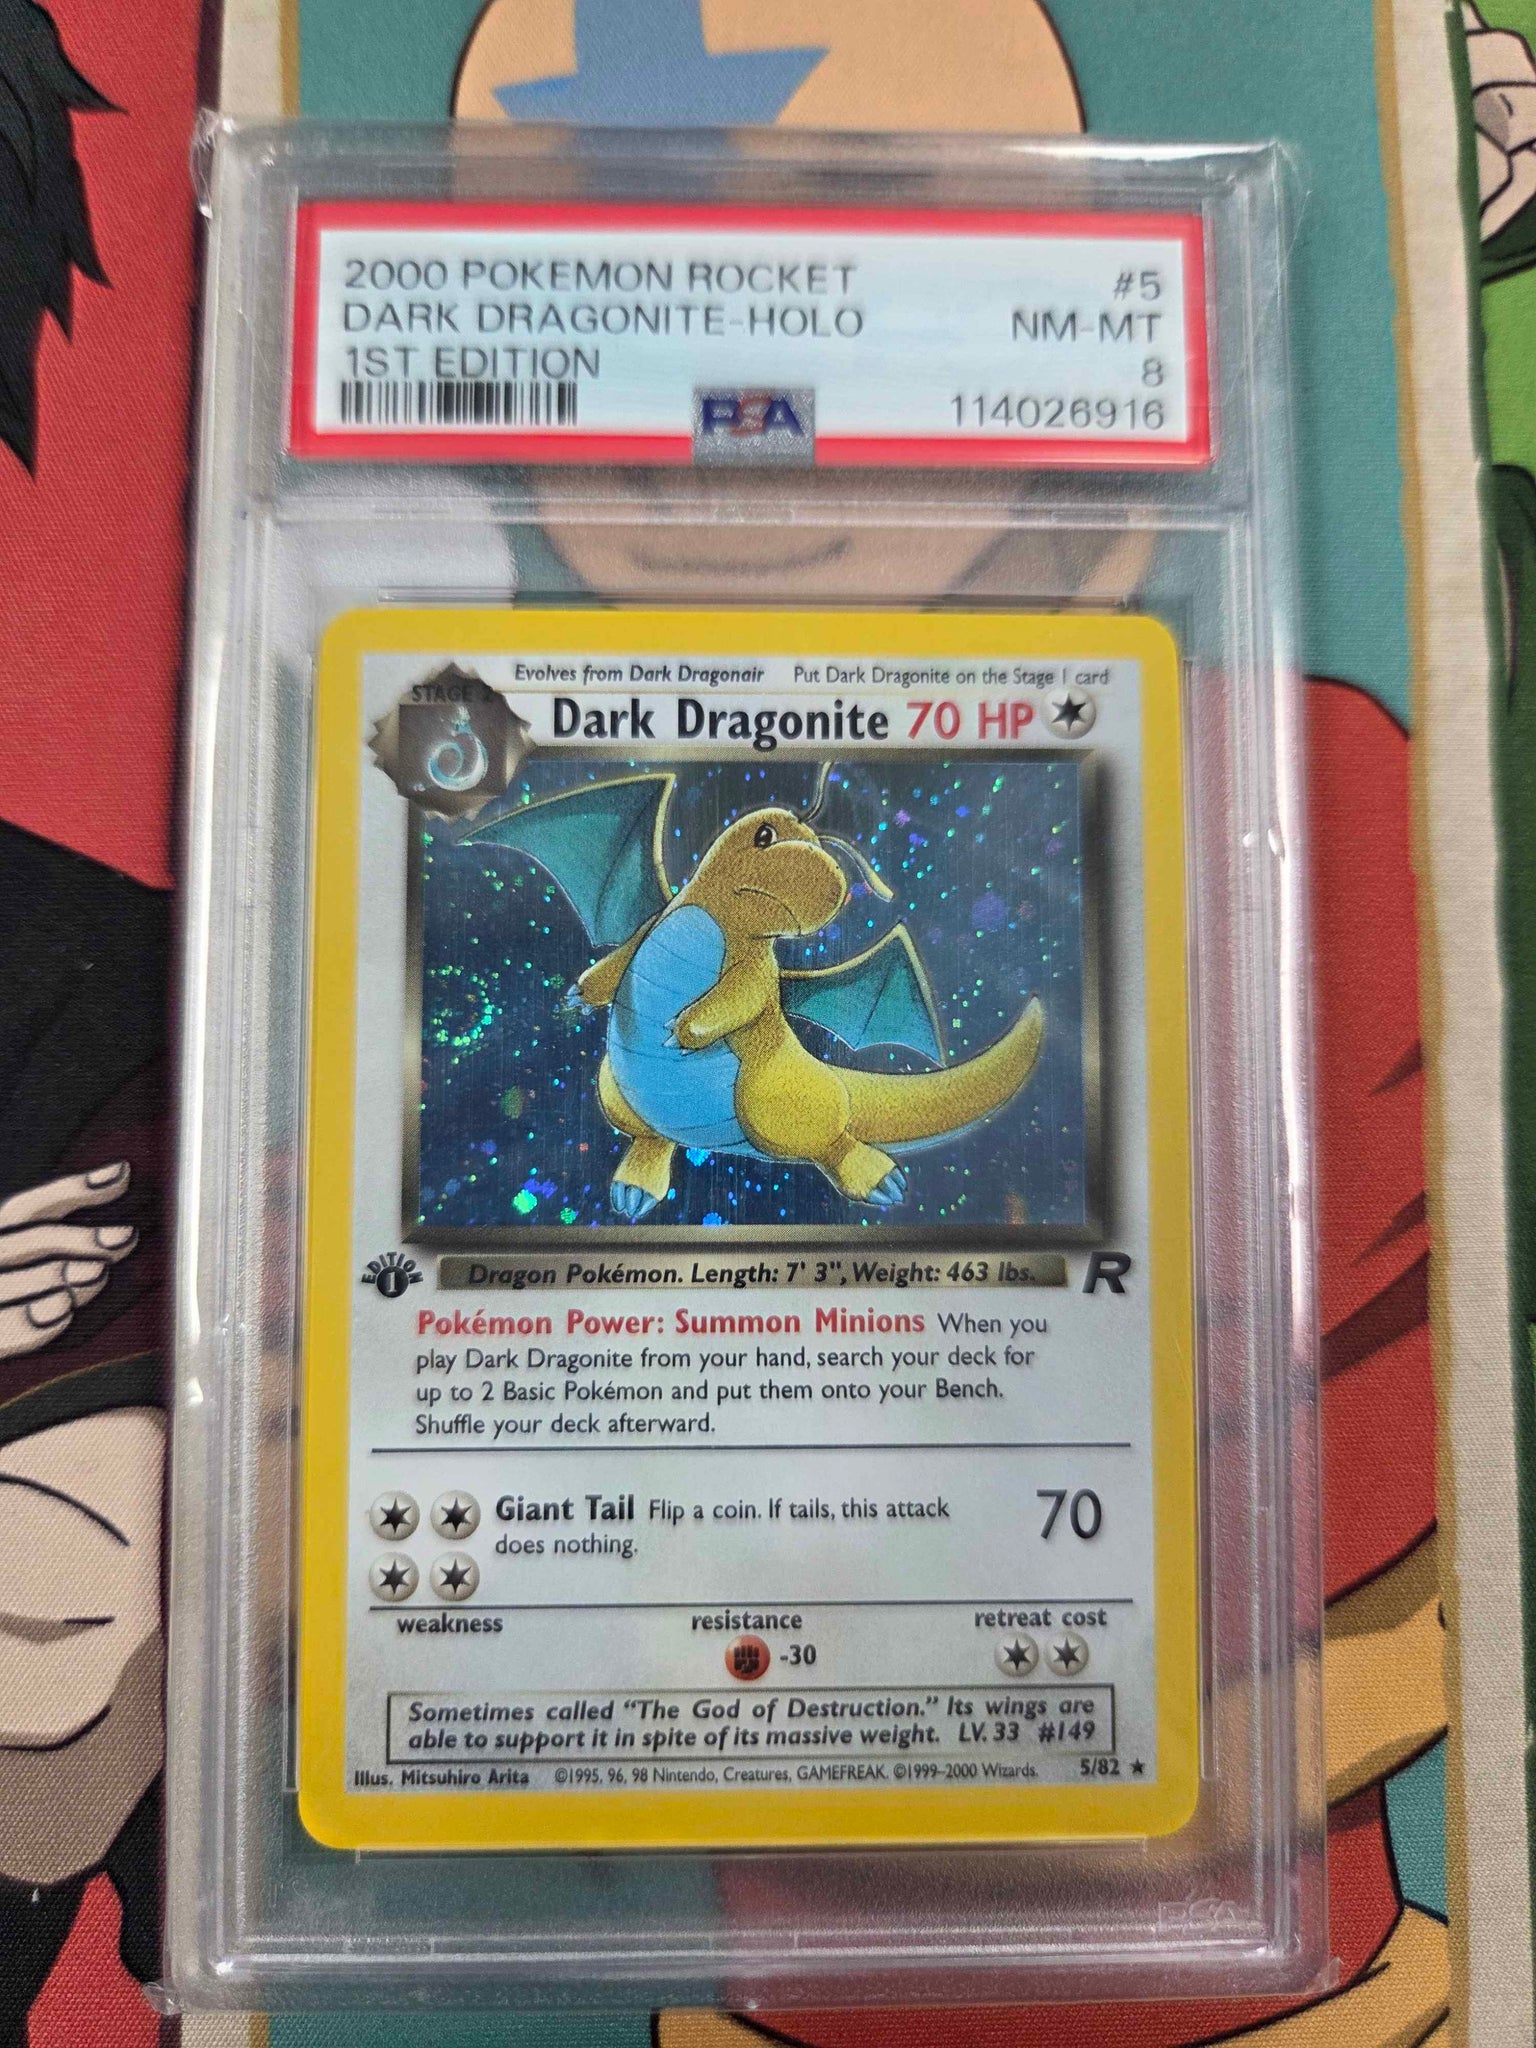 2000 POKEMON ROCKET #5
DARK DRAGONITE-HOLO NM-MT
1ST EDITION 8
PSA 114026916
Evolves from Dark Dragonair Put Dark Dragonite on the Stage 1 card
STAGE 2
Dark Dragonite 70 HP
EDITION 1
Dragon Pokémon. Length: 7' 3", Weight: 463 lbs. R
Pokémon Power: Summon Minions When you
play Dark Dragonite from your hand, search your deck for
up to 2 Basic Pokémon and put them onto your Bench.
Shuffle your deck afterward.
Giant Tail Flip a coin. If tails, this attack 70
does nothing.
weakness resistance retreat cost
-30
Sometimes called “The God of Destruction.” Its wings are
able to support it in spite of its massive weight. LV. 33 #149
Illus. Mitsuhiro Arita ©1995, 96, 98 Nintendo, Creatures, GAMEFREAK. ©1999-2000 Wizards. 5/82 ★
PSA